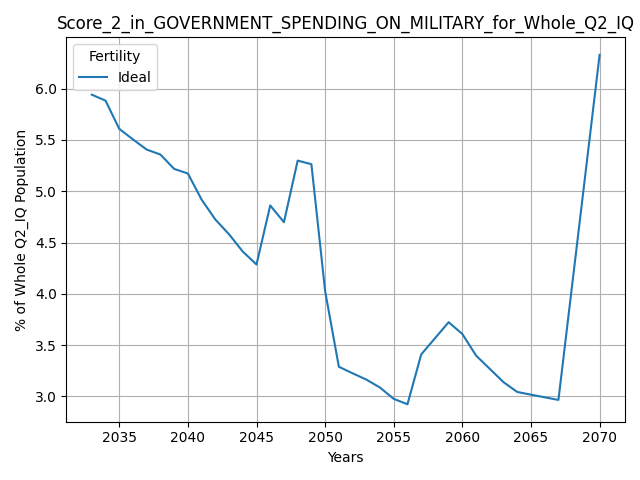 Score_2_in_GOVERNMENT_SPENDING_ON_MILITARY_for_Whole_Q2_IQ
Fertility
Ideal
% of Whole Q2_IQ Population
6.0
5.5
5.0
4.5
4.0
3.5
3.0
2035 2040 2045 2050 2055 2060 2065 2070
Years